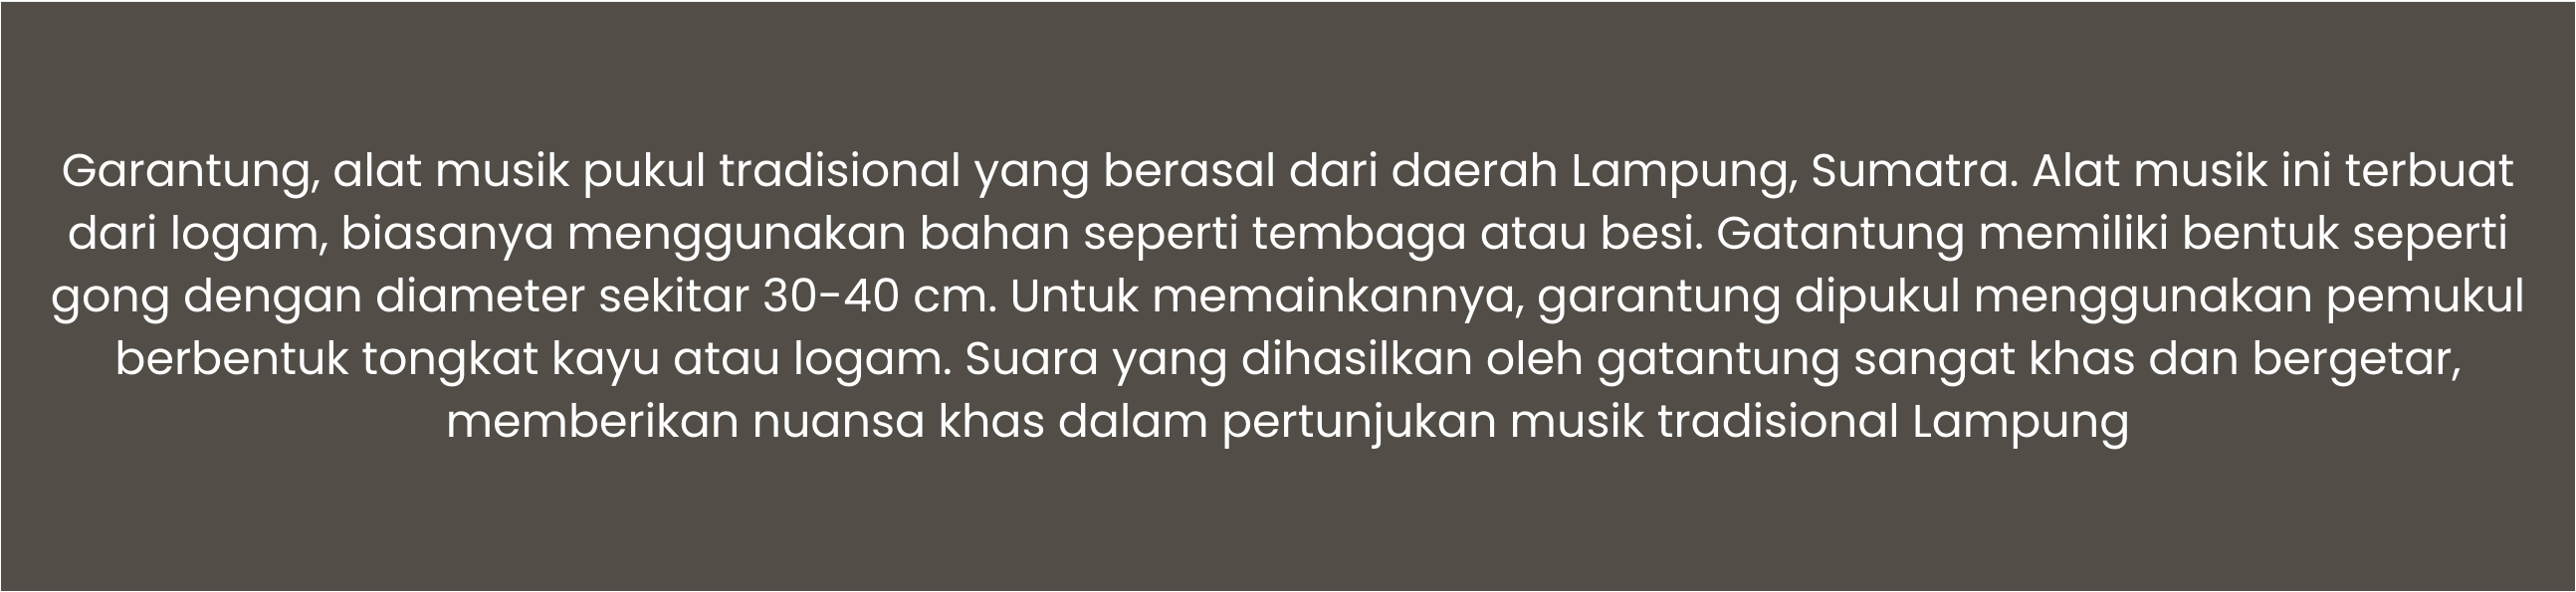 Garantung, alat musik pukul tradisional yang berasal dari daerah Lampung, Sumatra. Alat musik ini terbuat
dari logam, biasanya menggunakan bahan seperti tembaga atau besi. Gatantung memiliki bentuk seperti
gong dengan diameter sekitar 30-40 cm. Untuk memainkannya, garantung dipukul menggunakan pemukul
berbentuk tongkat kayu atau logam. Suara yang dihasilkan oleh gatantung sangat khas dan bergetar,
memberikan nuansa khas dalam pertunjukan musik tradisional Lampung